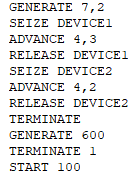 GENERATE 7,2
SEIZE DEVICE1
ADVANCE 4,3
RELEASE DEVICE1
SEIZE DEVICE2
ADVANCE 4,2
RELEASE DEVICE2
TERMINATE
GENERATE 600
TERMINATE 1
START 100